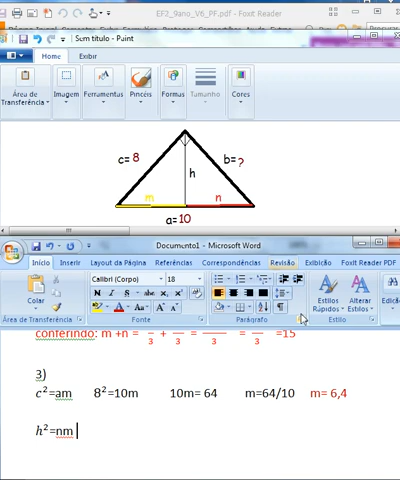 EF2_9ano_V6_PF.pdf - Foxit Reader
Sem título - Paint
Home Exibir
Área de Transferência Imagem Ferramentas Pincéis Formas Tamanho Cores
c= 8 b=?
h
m n
a=10
Documento1 - Microsoft Word
Início Inserir Layout da Página Referências Correspondências Revisão Exibição Foxit Reader PDF
Calibri (Corpo) 18
Colar Estilos Rápidos Alterar Estilos
Área de Transferência Fonte Parágrafo Estilo
conferindo: m +n = /3 + /3 = /3 = /3 =15
3)
c²=am 8²=10m 10m= 64 m=64/10 m= 6,4
h²=nm